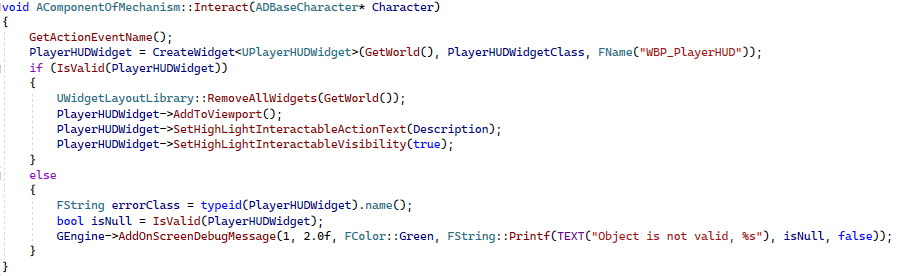 void AComponentOfMechanism::Interact(ADBaseCharacter* Character)
{
    GetActionEventName();
    PlayerHUDWidget = CreateWidget<UPlayerHUDWidget>(GetWorld(), PlayerHUDWidgetClass, FName("WBP_PlayerHUD"));
    if (IsValid(PlayerHUDWidget))
    {
        UWidgetLayoutLibrary::RemoveAllWidgets(GetWorld());
        PlayerHUDWidget->AddToViewport();
        PlayerHUDWidget->SetHighLightInteractableActionText(Description);
        PlayerHUDWidget->SetHighLightInteractableVisibility(true);
    }
    else
    {
        FString errorClass = typeid(PlayerHUDWidget).name();
        bool isNull = IsValid(PlayerHUDWidget);
        GEngine->AddOnScreenDebugMessage(1, 2.0f, FColor::Green, FString::Printf(TEXT("Object is not valid, %s"), isNull, false));
    }
}